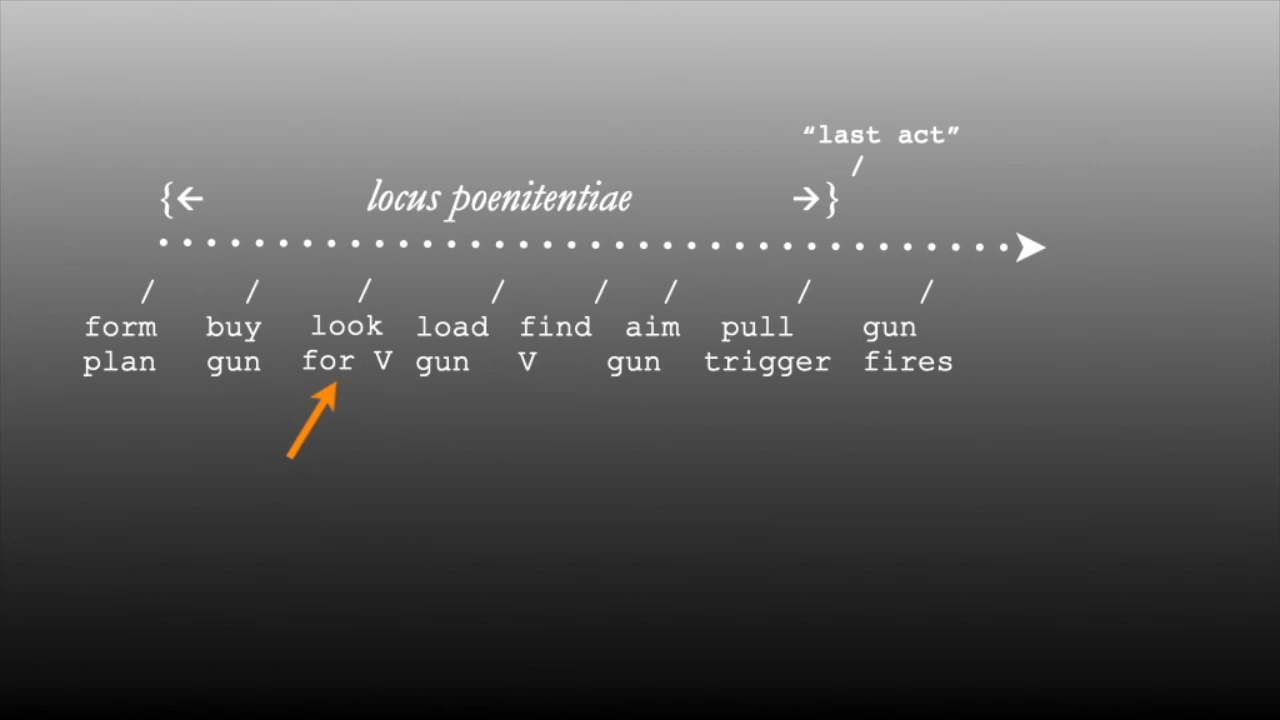 “last act”
/
{← locus poenitentiae →}
/ / / / / / / /
form buy look load find aim pull gun
plan gun for V gun V gun trigger fires